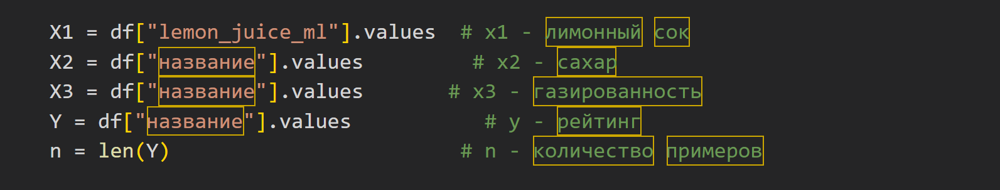 X1 = df["lemon_juice_ml"].values  # x1 - лимонный сок
X2 = df["название"].values         # x2 - сахар
X3 = df["название"].values       # x3 - газированность
Y = df["название"].values           # y - рейтинг
n = len(Y)                        # n - количество примеров